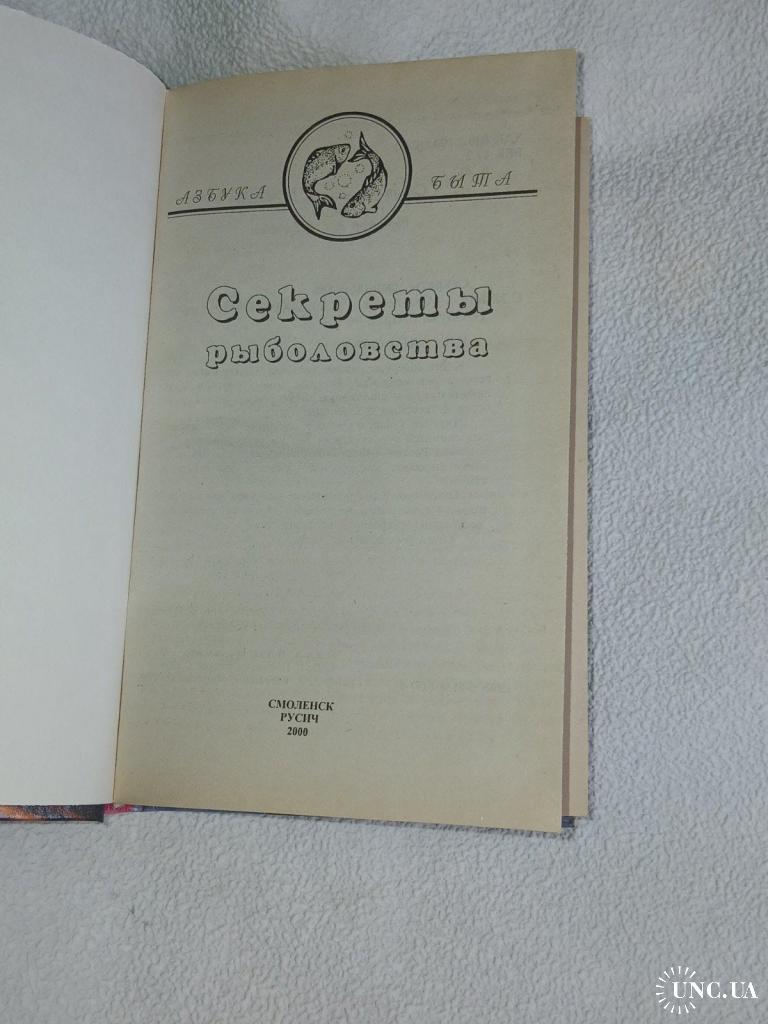 АЗБУКА БЫТА
Секреты
рыболовства
СМОЛЕНСК
РУСИЧ
2000
UNC.UA